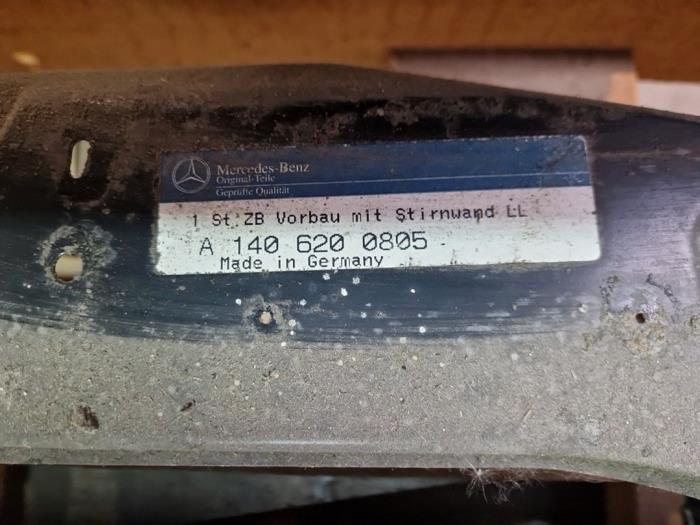 Mercedes-Benz
Original-Teile
Geprüfte Qualität
1 St ZB Vorbau mit Stirnwand LL
A 140 620 0805
Made in Germany